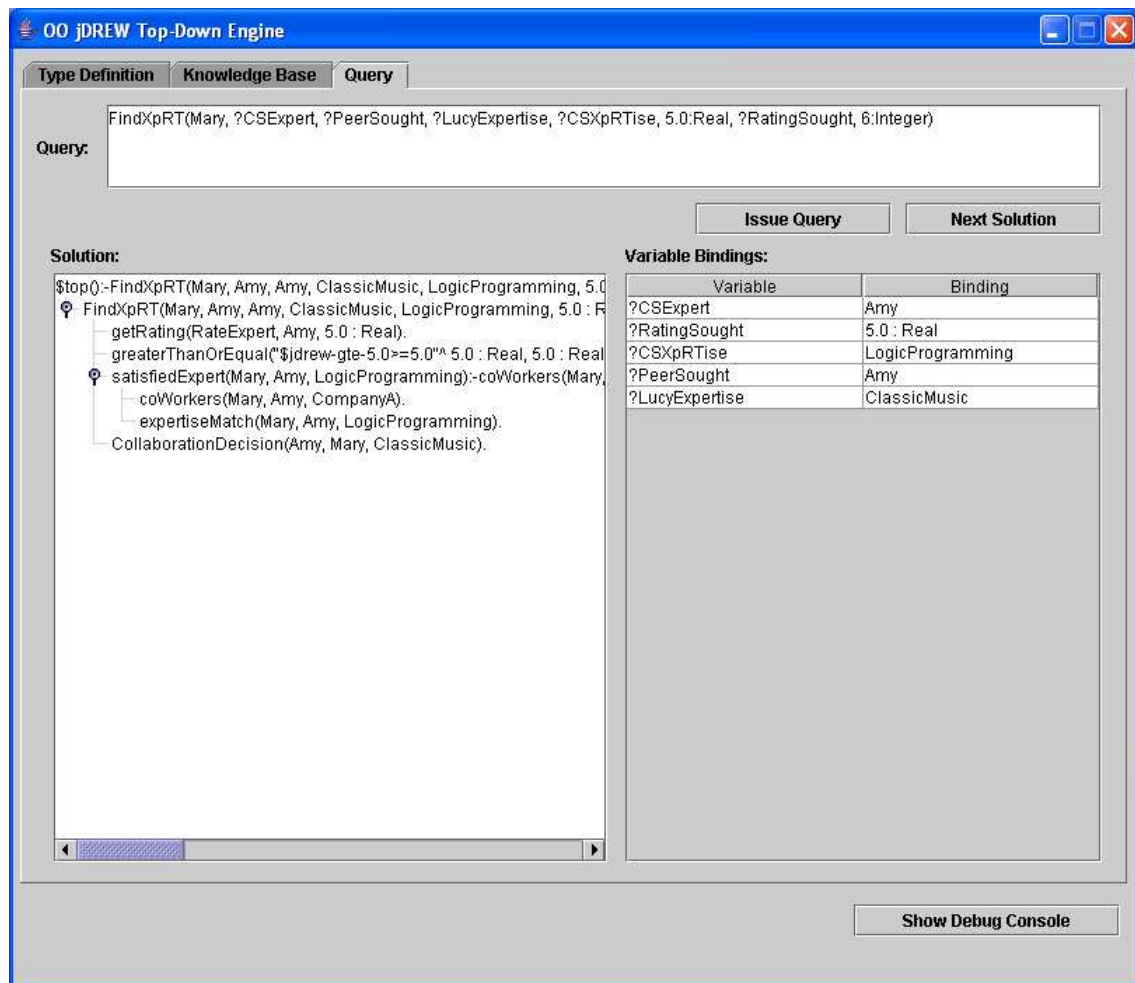 OO jDREW Top-Down Engine
Type Definition Knowledge Base Query
FindXpRT(Mary, ?CSExpert, ?PeerSought, ?LucyExpertise, ?CSXpRTise, 5.0:Real, ?RatingSought, 6:Integer)
Query:
Issue Query Next Solution
Solution: Variable Bindings:
$top():-FindXpRT(Mary, Amy, Amy, ClassicMusic, LogicProgramming, 5.0
FindXpRT(Mary, Amy, Amy, ClassicMusic, LogicProgramming, 5.0 : R
getRating(RateExpert, Amy, 5.0 : Real).
greaterThanOrEqual("$jdrew-gte-5.0>=5.0"^ 5.0 : Real, 5.0 : Real
satisfiedExpert(Mary, Amy, LogicProgramming):-coWorkers(Mary,
coWorkers(Mary, Amy, CompanyA).
expertiseMatch(Mary, Amy, LogicProgramming).
CollaborationDecision(Amy, Mary, ClassicMusic).
Variable Binding
?CSExpert Amy
?RatingSought 5.0 : Real
?CSXpRTise LogicProgramming
?PeerSought Amy
?LucyExpertise ClassicMusic
Show Debug Console